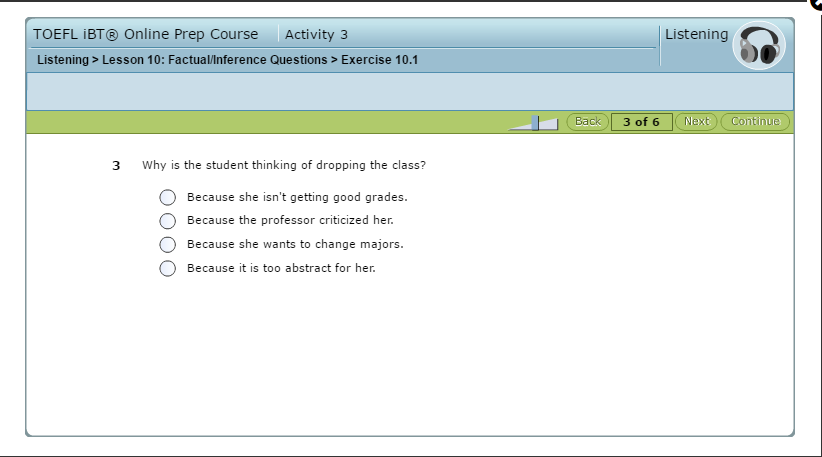 TOEFL iBT® Online Prep Course Activity 3 Listening
Listening > Lesson 10: Factual/Inference Questions > Exercise 10.1
Back 3 of 6 Next Continue
3 Why is the student thinking of dropping the class?
Because she isn't getting good grades.
Because the professor criticized her.
Because she wants to change majors.
Because it is too abstract for her.